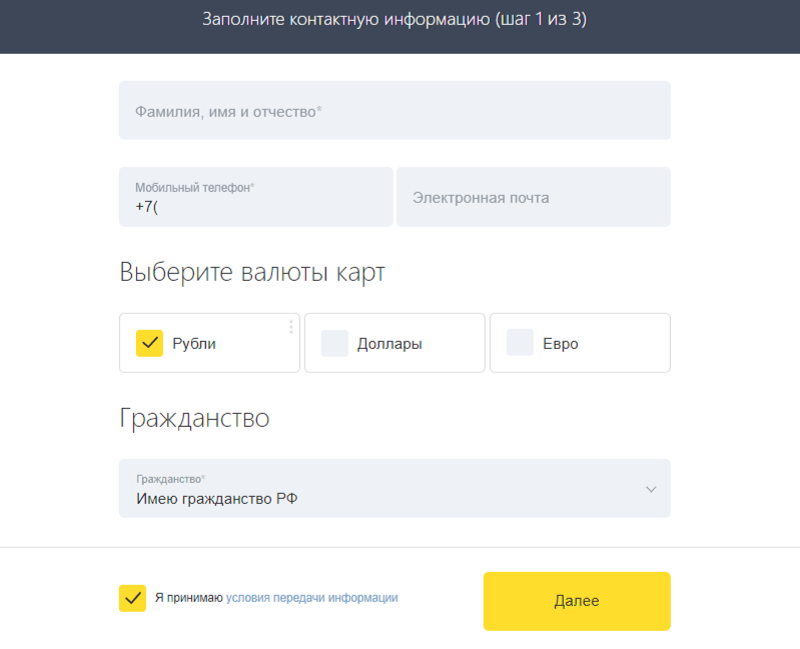 Заполните контактную информацию (шаг 1 из 3)
Фамилия, имя и отчество*
Мобильный телефон*
+7(
Электронная почта
Выберите валюты карт
Рубли
Доллары
Евро
Гражданство
Гражданство*
Имею гражданство РФ
Я принимаю условия передачи информации
Далее